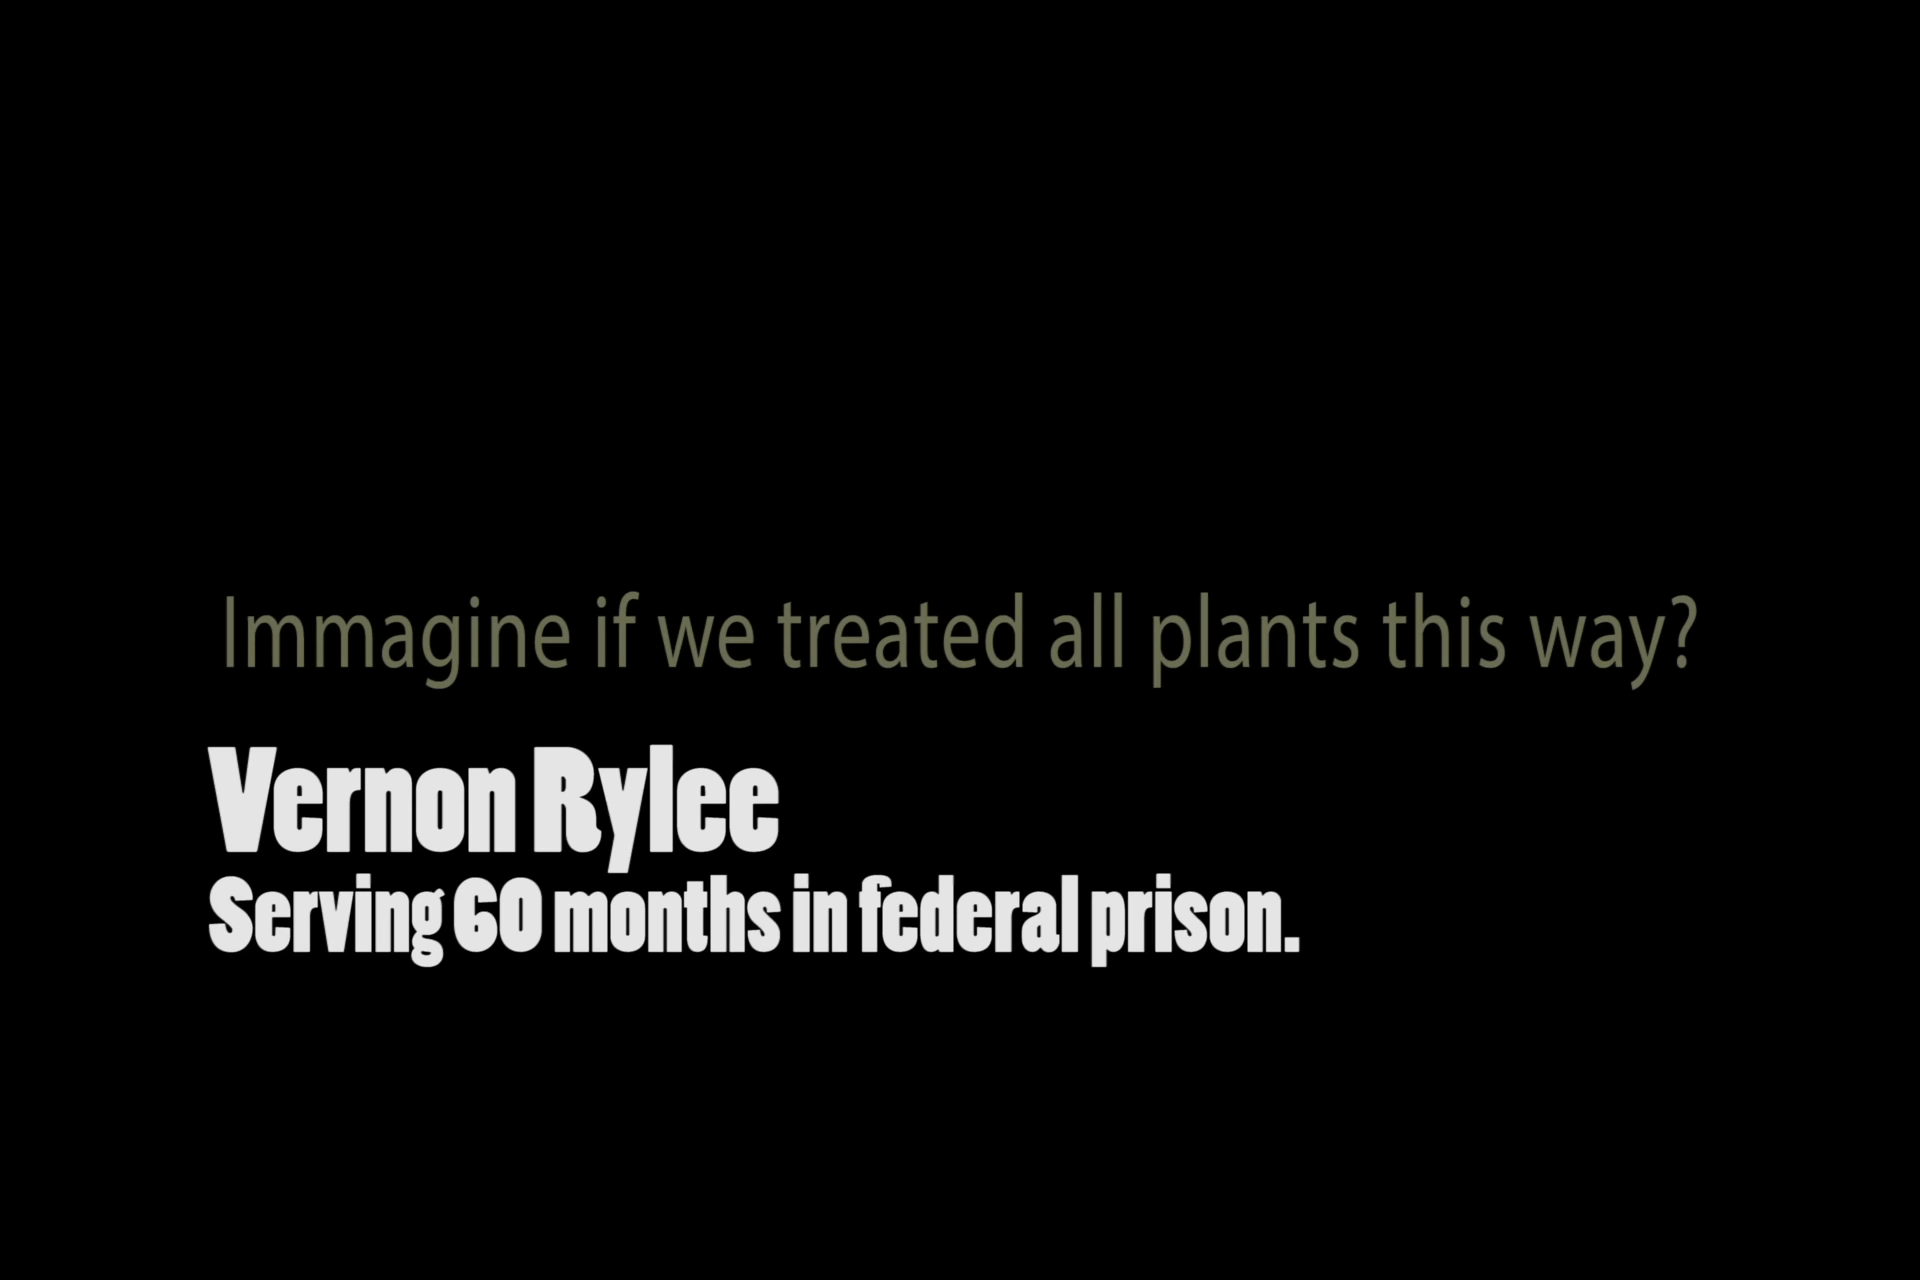 Immagine if we treated all plants this way?
Vernon Rylee
Serving 60 months in federal prison.